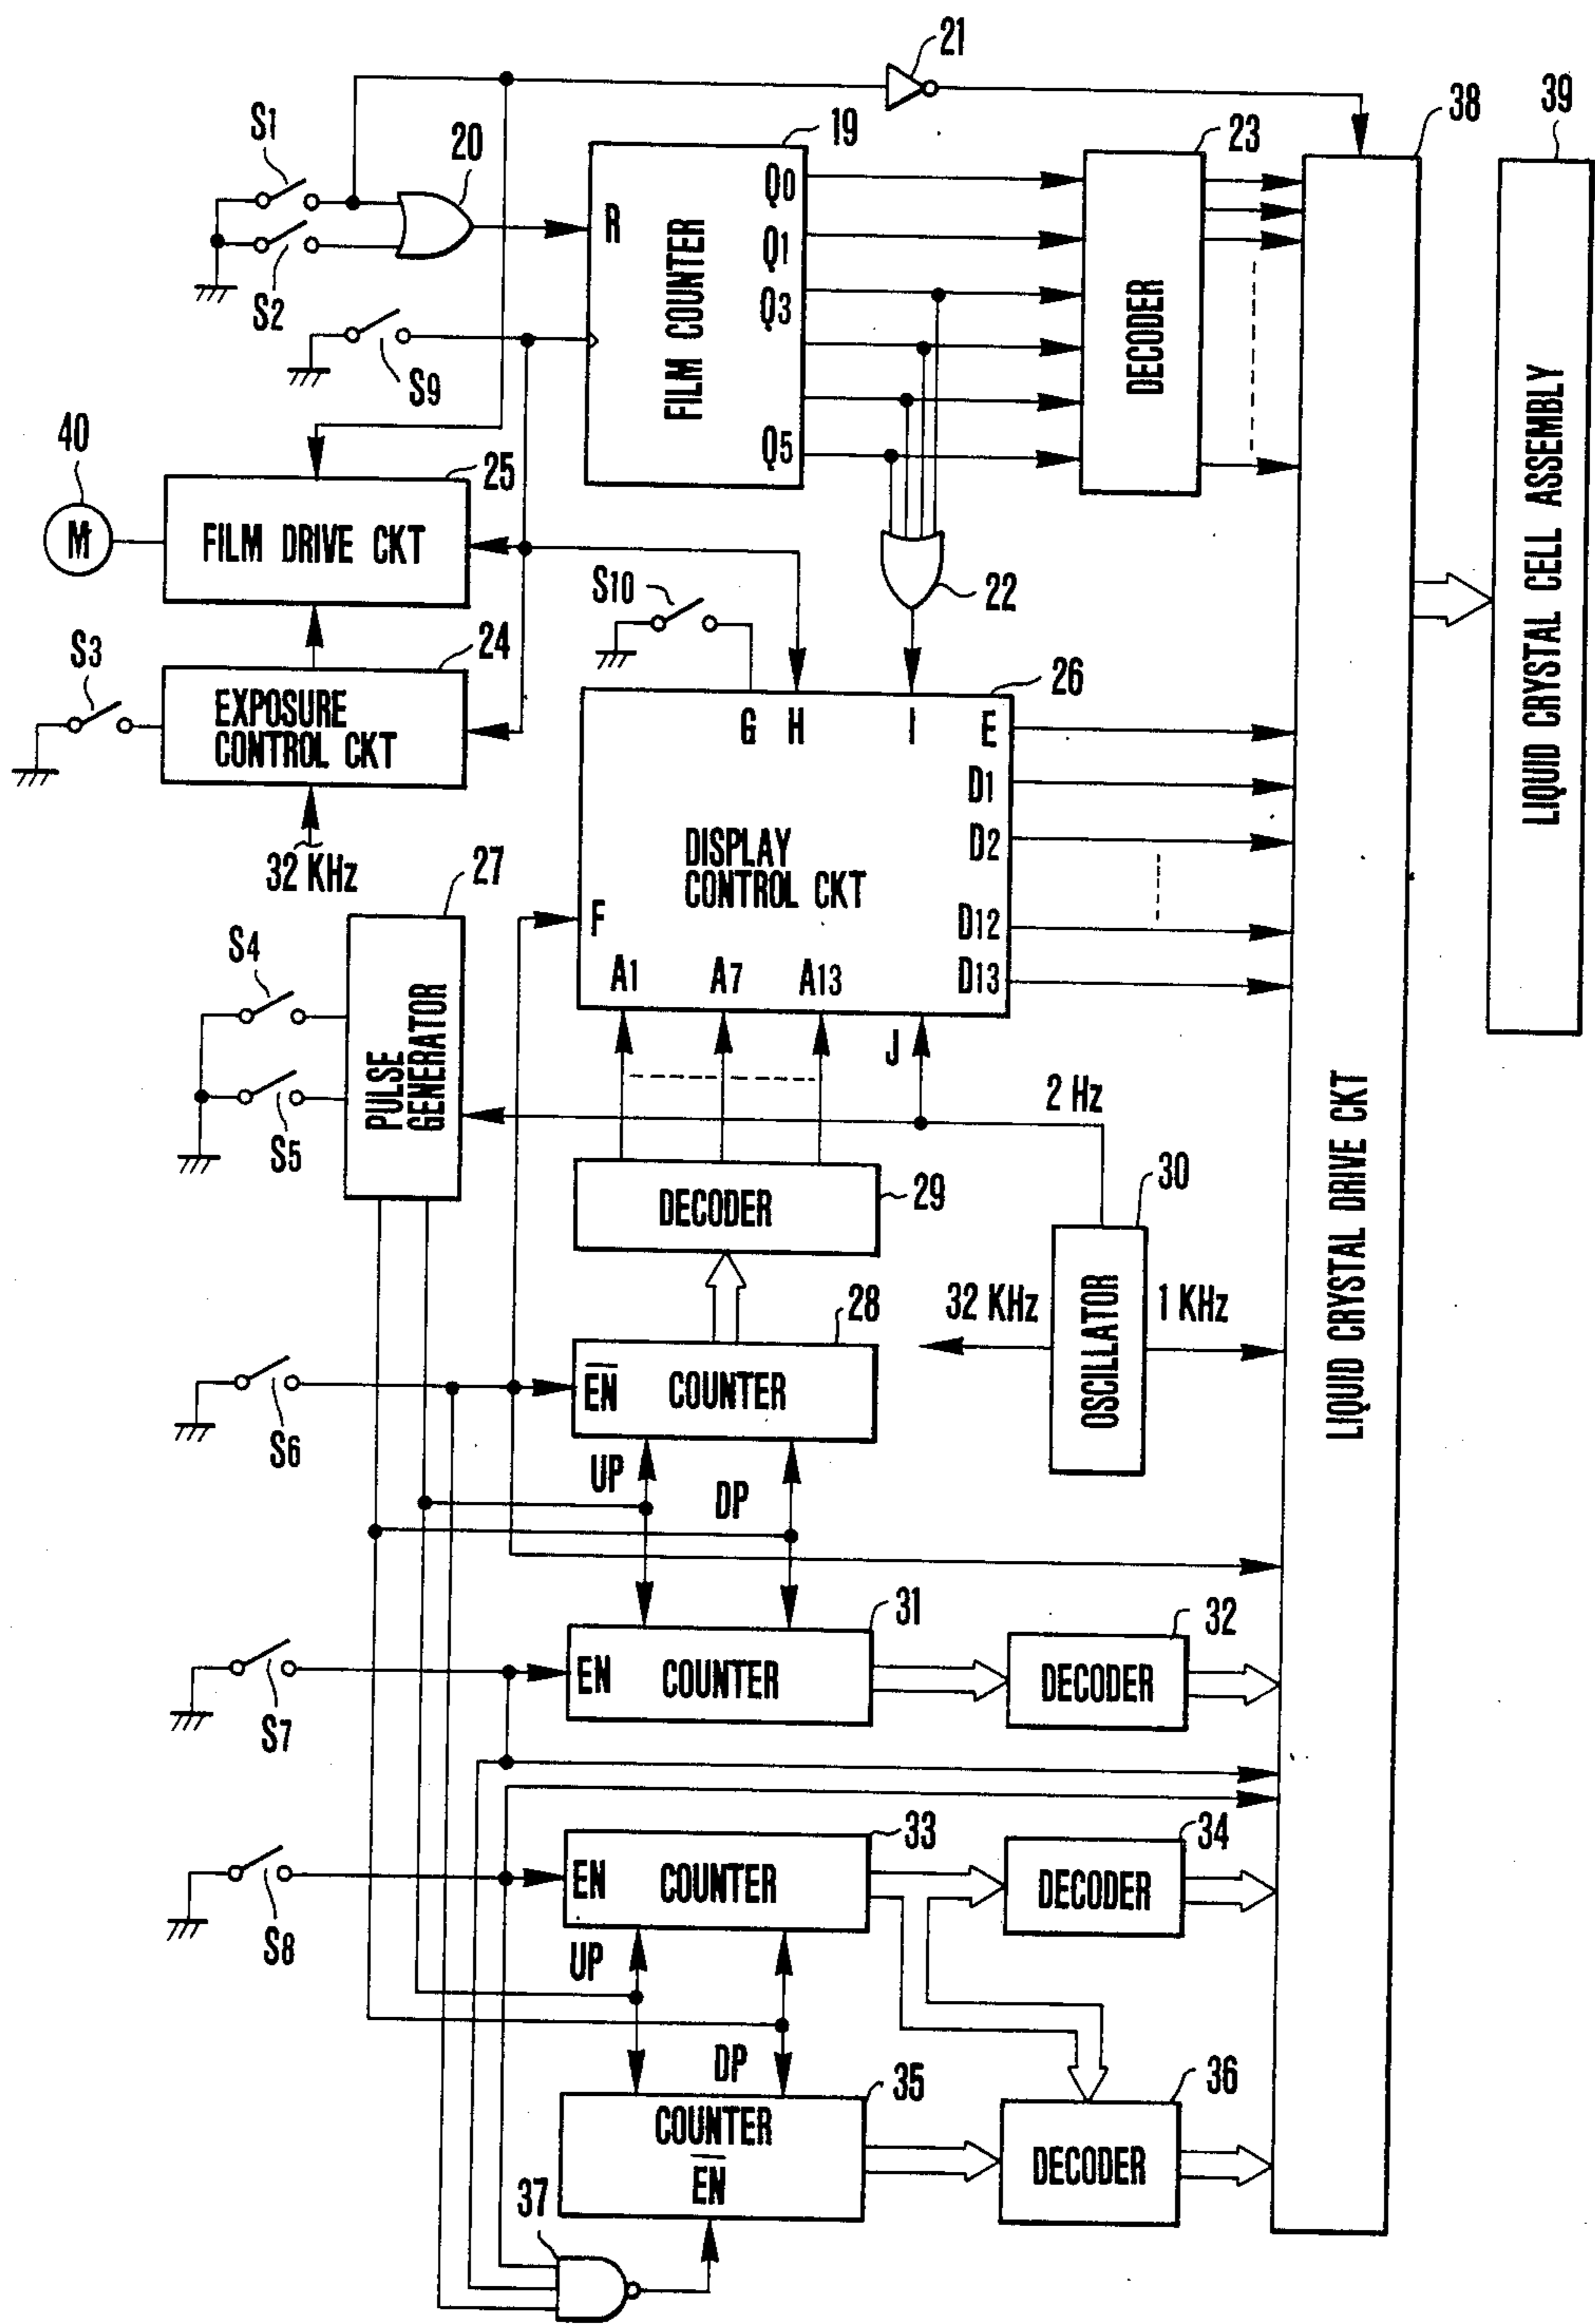 21
S1
20
19
23
38
39
S2
R
FILM COUNTER
Q0
Q1
Q3
Q5
DECODER
S9
40
M
25
FILM DRIVE CKT
22
S10
S3
24
EXPOSURE
CONTROL CKT
32 KHz
26
G
H
I
E
D1
D2
D12
D13
DISPLAY
CONTROL CKT
F
A1
A7
A13
J
LIQUID CRYSTAL CELL ASSEMBLY
27
PULSE
GENERATOR
S4
S5
2 Hz
DECODER
29
30
OSCILLATOR
32 KHz
1 KHz
LIQUID CRYSTAL DRIVE CKT
28
EN
COUNTER
S6
UP
DP
31
EN
COUNTER
32
DECODER
S7
33
EN
COUNTER
34
DECODER
S8
UP
DP
35
COUNTER
EN
36
DECODER
37